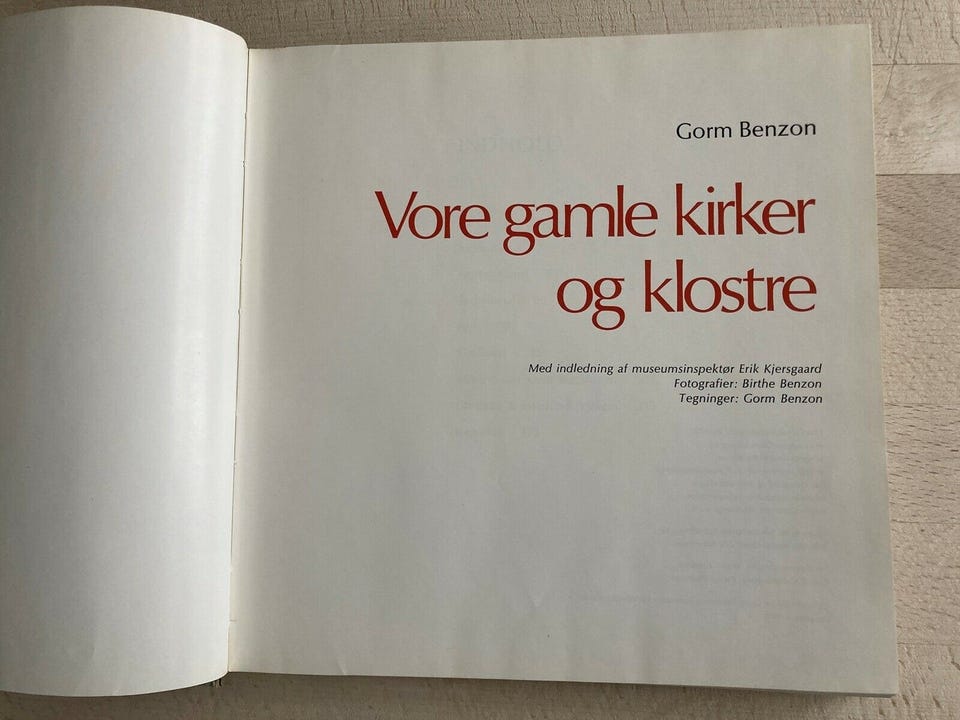 Gorm Benzon
Vore gamle kirker
og klostre
Med indledning af museumsinspektør Erik Kjersgaard
Fotografier: Birthe Benzon
Tegninger: Gorm Benzon